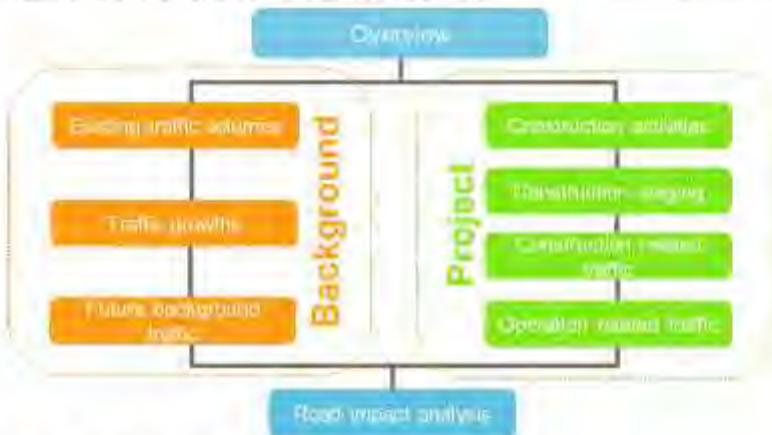 Overview
Existing traffic volumes
Traffic growths
Future background
traffic
Background
Project
Construction activities
Construction staging
Construction related
traffic
Operation related traffic
Road impact analysis